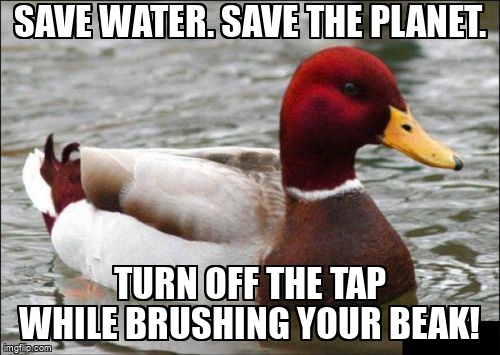 SAVE WATER. SAVE THE PLANET.
TURN OFF THE TAP
WHILE BRUSHING YOUR BEAK!
imgflip.com